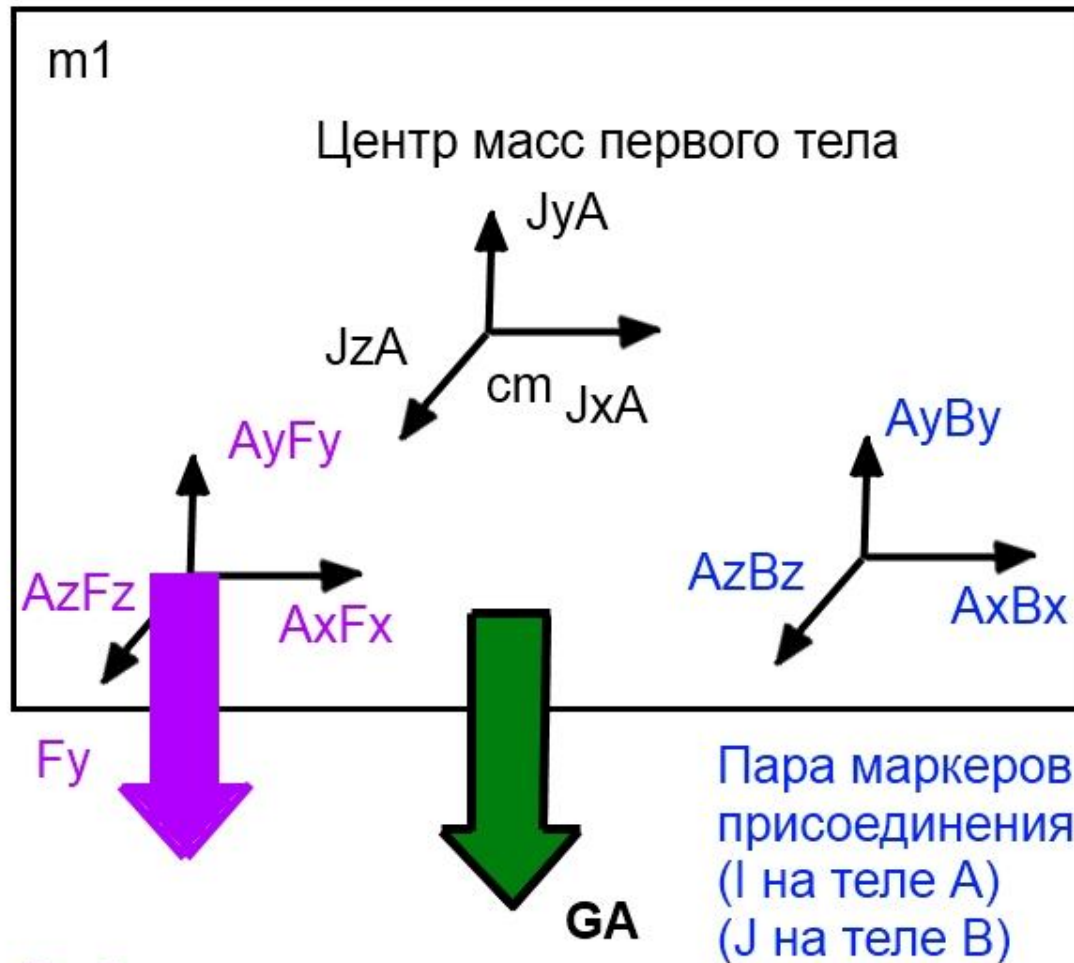 m1
Центр масс первого тела
JyA
JzA
cm JxA
AyFy
AyBy
AzFz
AxFx
AzBz
AxBx
Fy
GA
Пара маркеров
присоединения
(I на теле А)
(J на теле В)